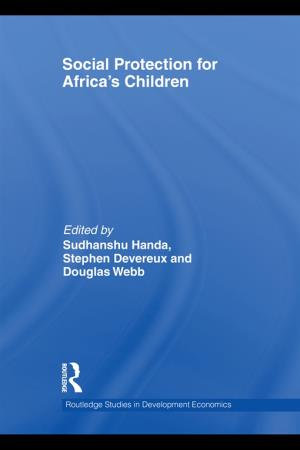 Social Protection for
Africa's Children
Edited by
Sudhanshu Handa,
Stephen Devereux and
Douglas Webb
ROUTLEDGE
Routledge Studies in Development Economics